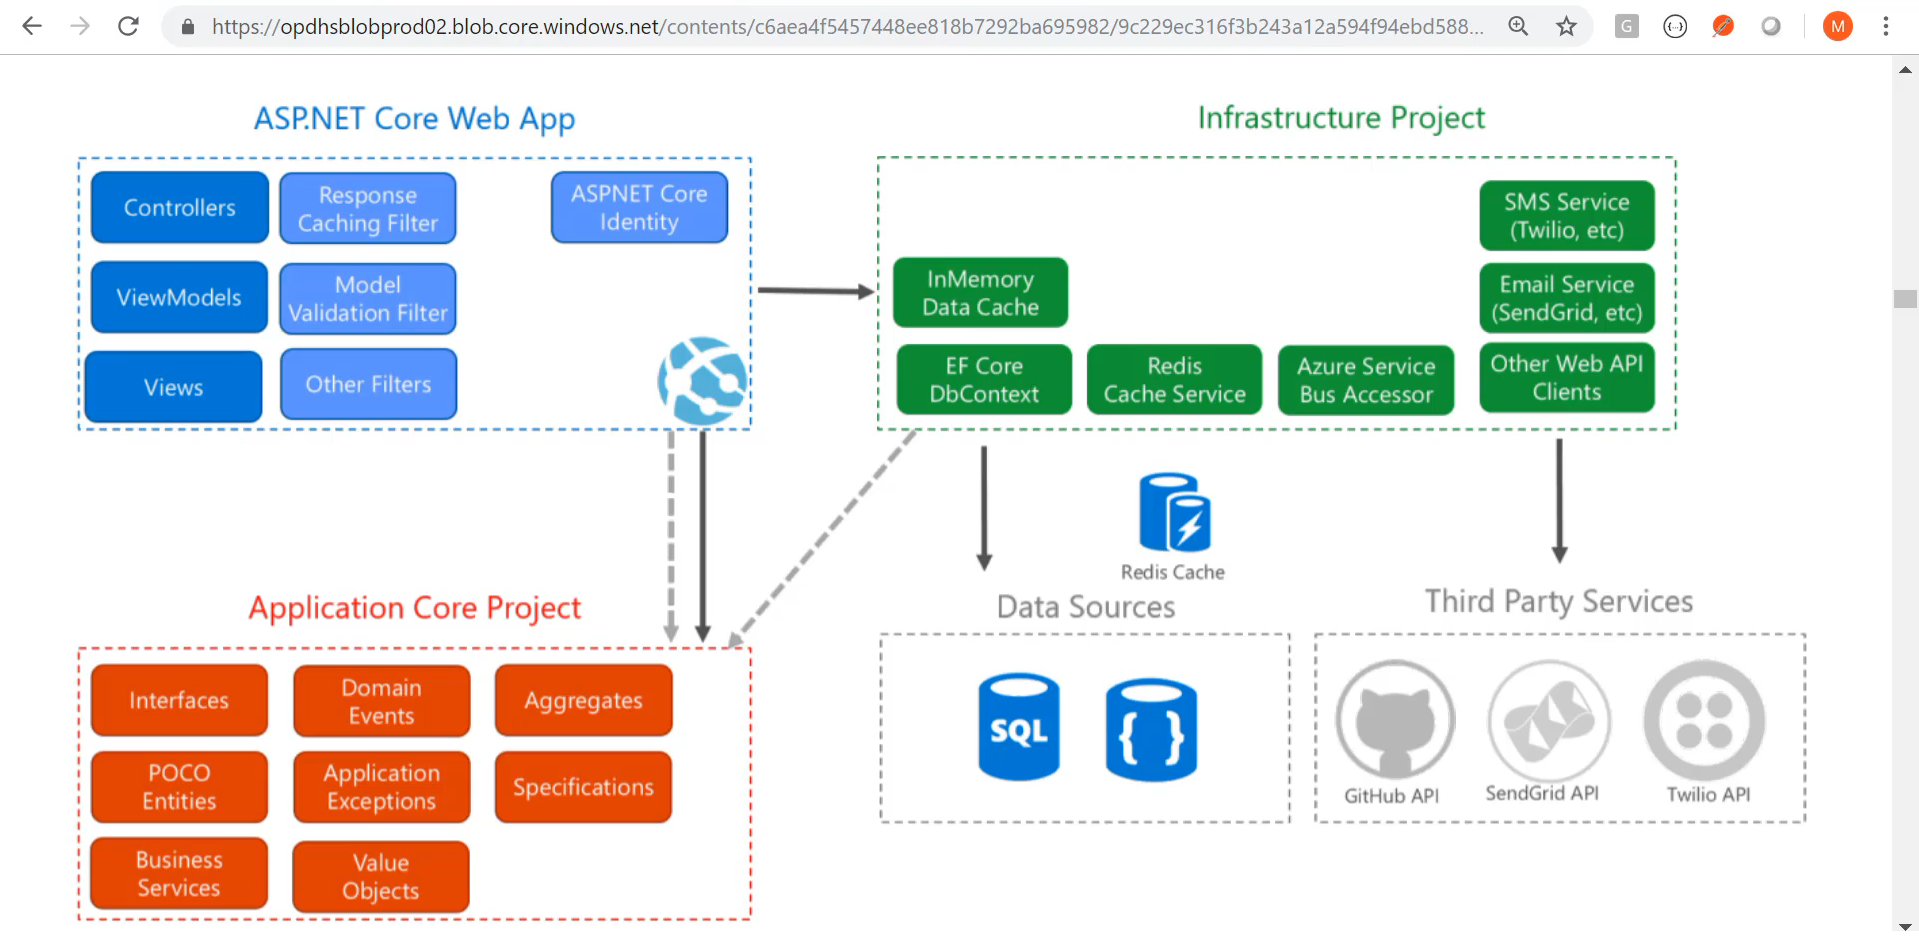 https://opdhsblobprod02.blob.core.windows.net/contents/c6aea4f5457448ee818b7292ba695982/9c229ec316f3b243a12a594f94ebd588...
G
{...}
M
ASP.NET Core Web App
Controllers
Response
Caching Filter
ASP.NET Core
Identity
ViewModels
Model
Validation Filter
Views
Other Filters
Infrastructure Project
SMS Service
(Twilio, etc)
InMemory
Data Cache
Email Service
(SendGrid, etc)
EF Core
DbContext
Redis
Cache Service
Azure Service
Bus Accessor
Other Web API
Clients
Redis Cache
Application Core Project
Interfaces
Domain
Events
Aggregates
POCO
Entities
Application
Exceptions
Specifications
Business
Services
Value
Objects
Data Sources
SQL
{ }
Third Party Services
GitHub API
SendGrid API
Twilio API